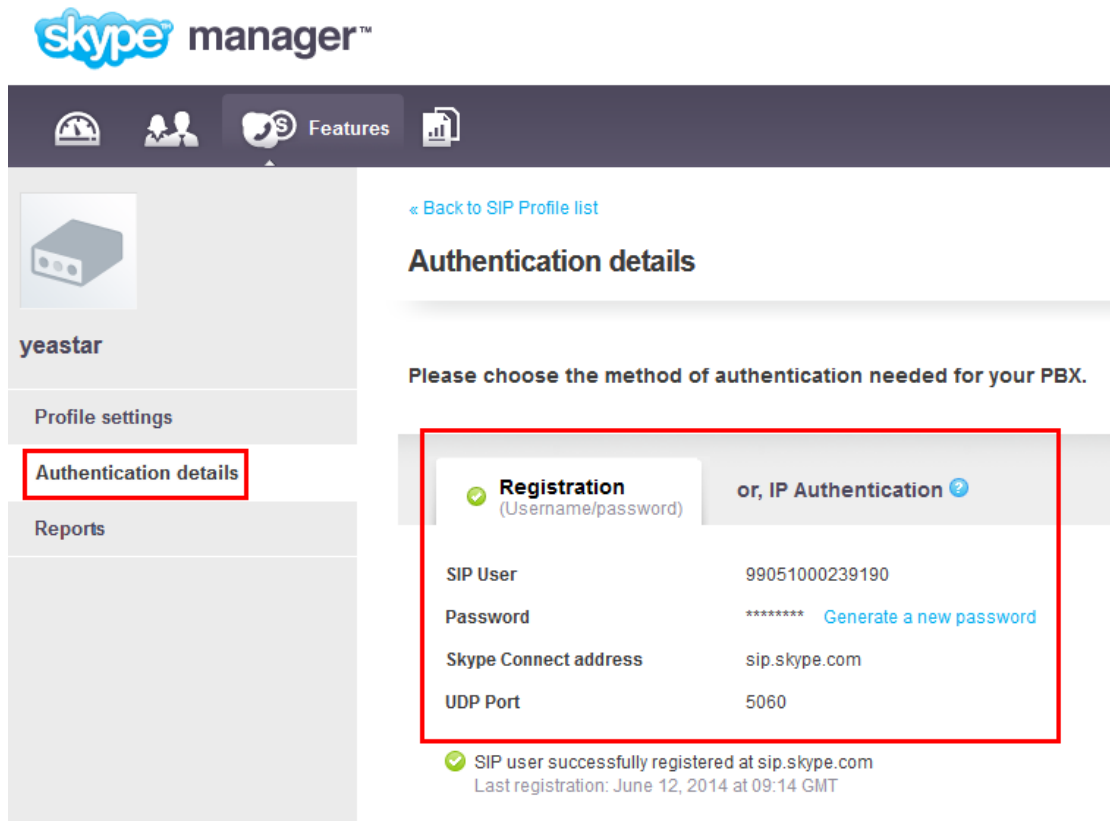 skype™ manager™
Features
« Back to SIP Profile list
Authentication details
yeastar
Please choose the method of authentication needed for your PBX.
Profile settings
Authentication details
Reports
Registration
(Username/password)
or, IP Authentication ?
SIP User 99051000239190
Password ******** Generate a new password
Skype Connect address sip.skype.com
UDP Port 5060
SIP user successfully registered at sip.skype.com
Last registration: June 12, 2014 at 09:14 GMT